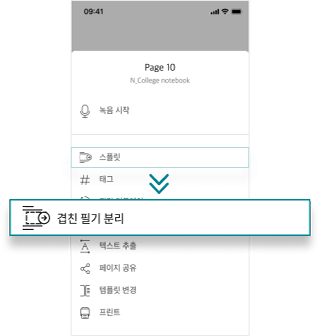 09:41
Page 10
N_College notebook
녹음 시작
스플릿
태그
겹친 필기 분리
텍스트 추출
페이지 공유
템플릿 변경
프린트